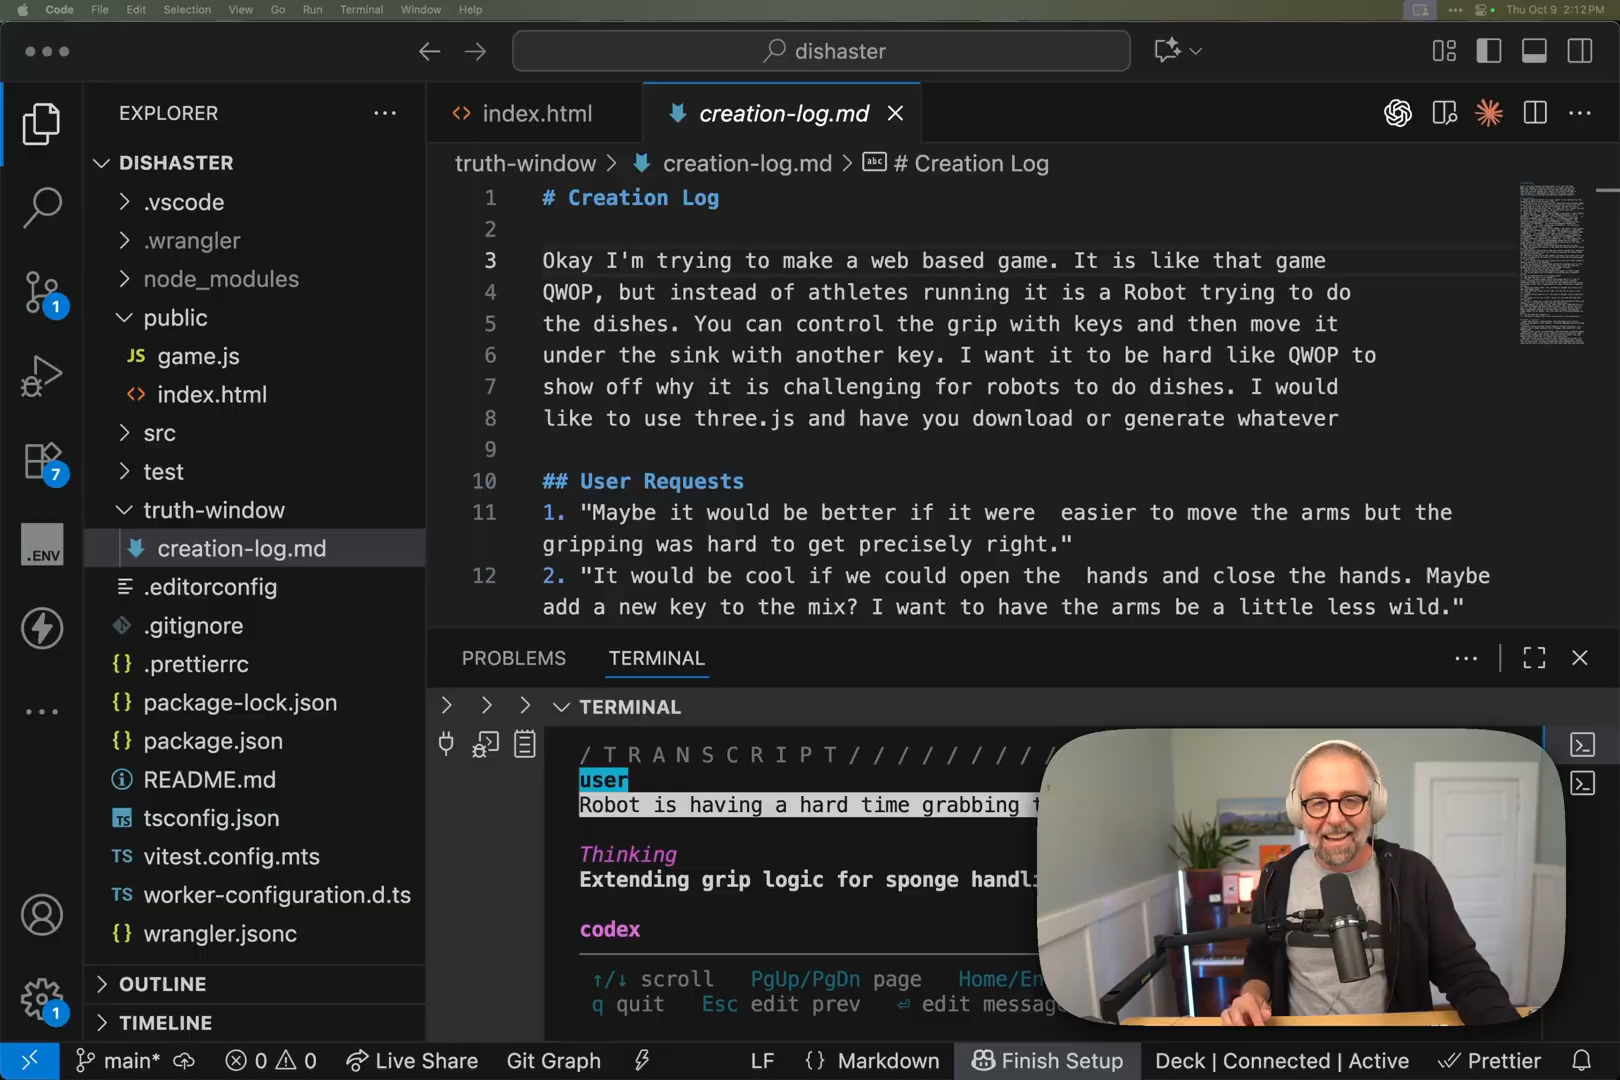 Code File Edit Selection View Go Run Terminal Window Help Thu Oct 9 2:12 PM
dishaster
EXPLORER
DISHASTER
.vscode
.wrangler
node_modules
public
JS game.js
index.html
src
test
truth-window
creation-log.md
.editorconfig
.gitignore
.prettierrc
package-lock.json
package.json
README.md
TS tsconfig.json
TS vitest.config.mts
TS worker-configuration.d.ts
wrangler.jsonc
OUTLINE
TIMELINE
1
7
.ENV
1
index.html
creation-log.md
truth-window > creation-log.md > abc # Creation Log
1 # Creation Log
2
3 Okay I'm trying to make a web based game. It is like that game
4 QWOP, but instead of athletes running it is a Robot trying to do
5 the dishes. You can control the grip with keys and then move it
6 under the sink with another key. I want it to be hard like QWOP to
7 show off why it is challenging for robots to do dishes. I would
8 like to use three.js and have you download or generate whatever
9
10 ## User Requests
11 1. "Maybe it would be better if it were  easier to move the arms but the
gripping was hard to get precisely right."
12 2. "It would be cool if we could open the  hands and close the hands. Maybe
add a new key to the mix? I want to have the arms be a little less wild."
PROBLEMS TERMINAL
TERMINAL
/ T R A N S C R I P T / / / / / / / / /
user
Robot is having a hard time grabbing
Thinking
Extending grip logic for sponge
codex
↑/↓ scroll PgUp/PgDn page
q quit Esc edit prev ⏎ edit
main* 0 0 Live Share Git Graph LF {} Markdown Finish Setup Deck | Connected | Active Prettier